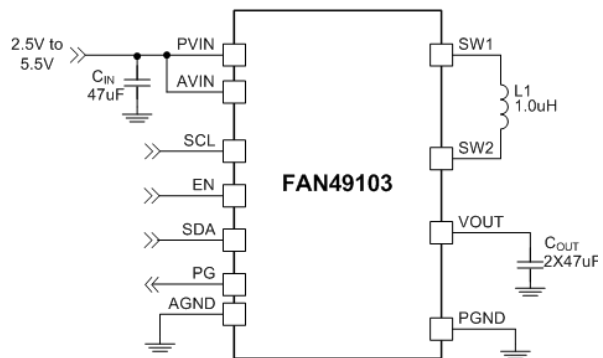 2.5V to
5.5V
CIN
47uF
PVIN
AVIN
SCL
EN
SDA
PG
AGND
FAN49103
SW1
L1
1.0uH
SW2
VOUT
COUT
2X47uF
PGND